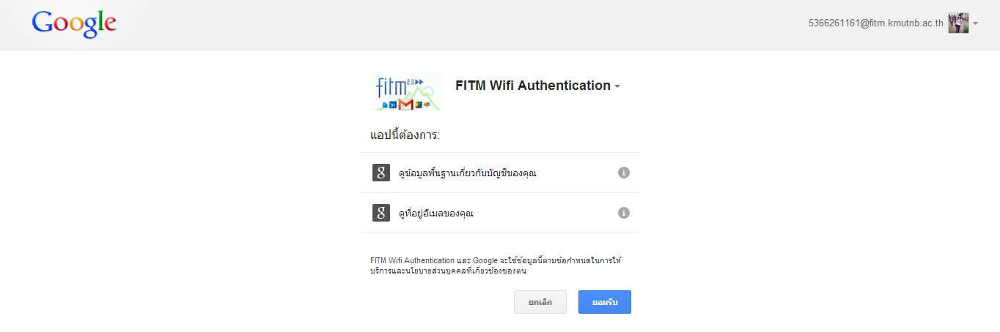 Google
5366261161@fitm.kmutnb.ac.th
fitm 2.0
31
FITM Wifi Authentication
แอปนี้ต้องการ:
g ดูข้อมูลพื้นฐานเกี่ยวกับบัญชีของคุณ i
g ดูที่อยู่อีเมลของคุณ i
FITM Wifi Authentication และ Google จะใช้ข้อมูลนี้ตามข้อกำหนดในการให้
บริการและนโยบายส่วนบุคคลที่เกี่ยวข้องของตน
ยกเลิก ยอมรับ